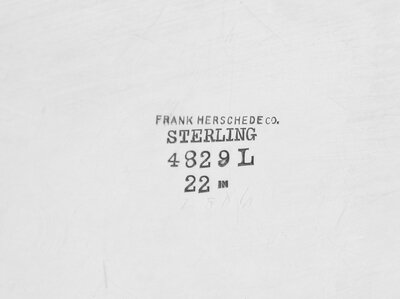 FRANK HERSCHEDE CO.
STERLING
4829 L
22 IN